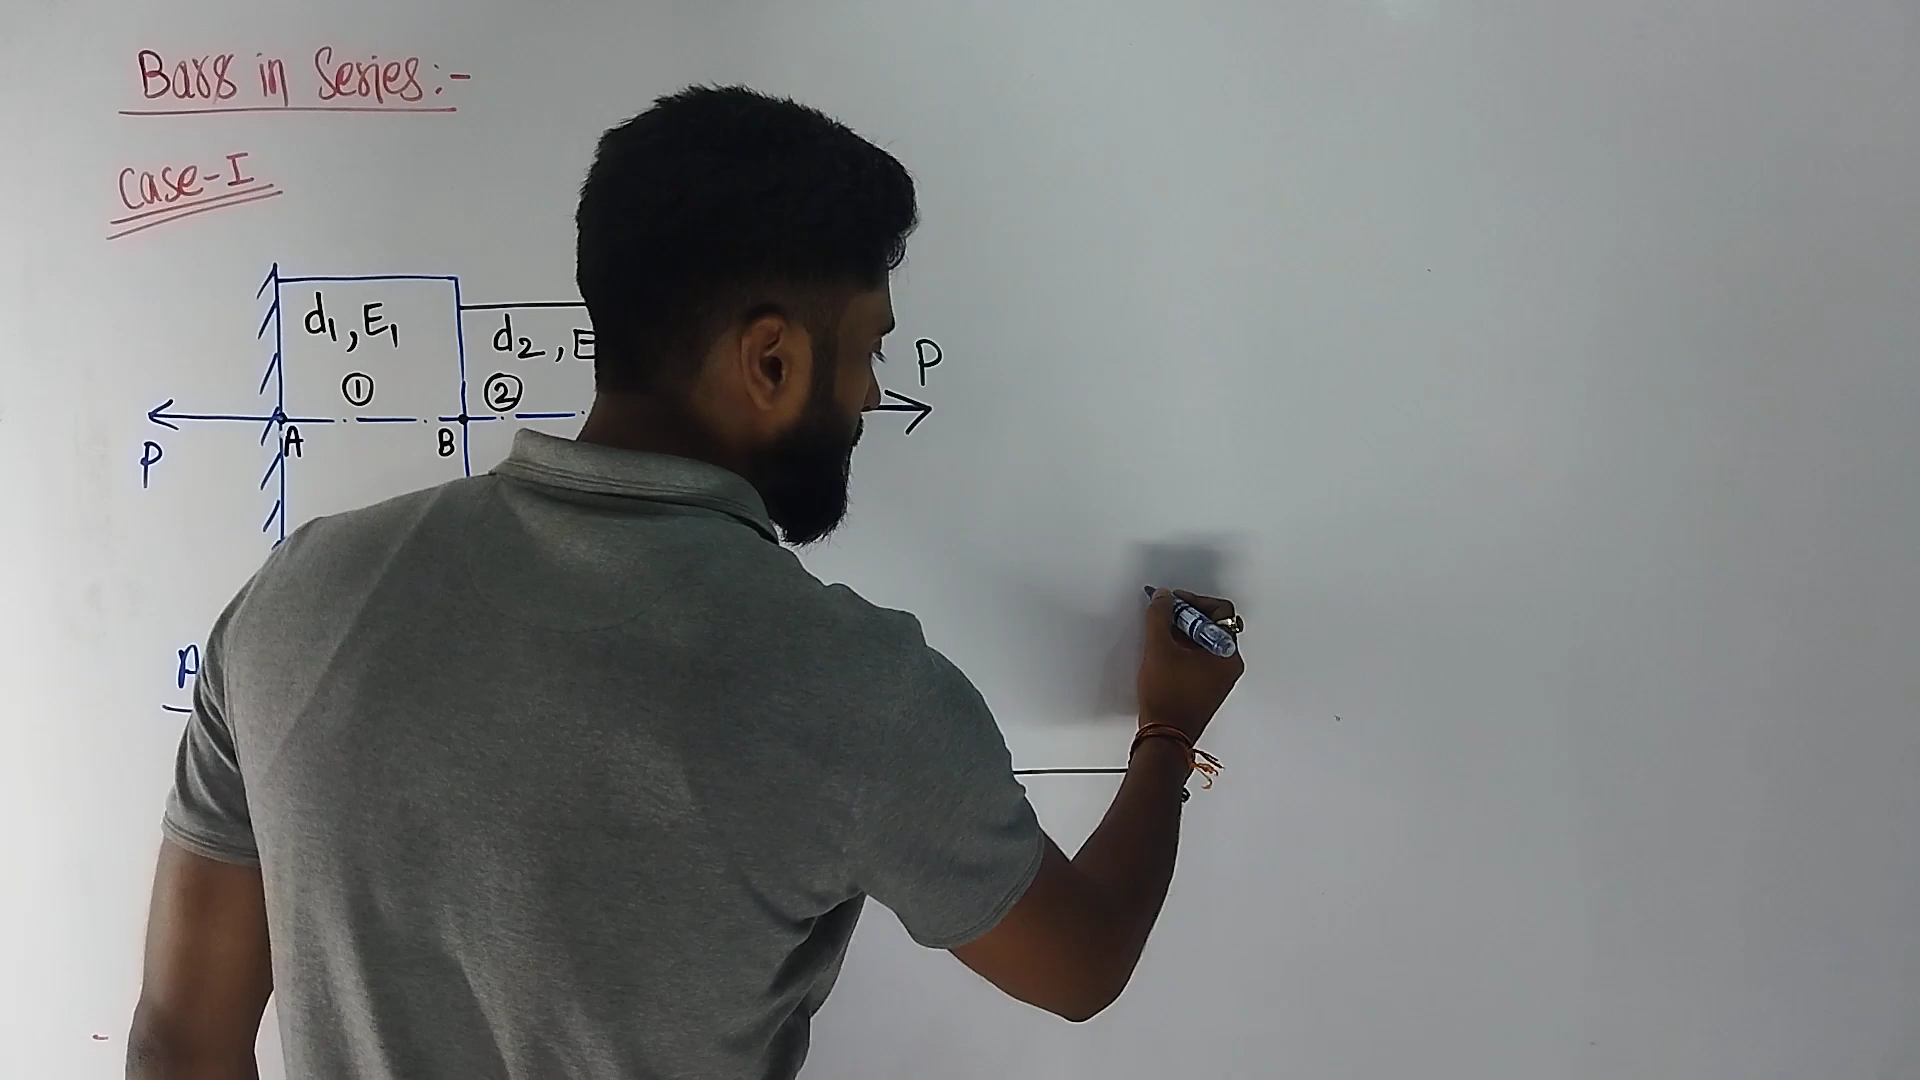 Bars in Series:-
Case-I
d1, E1
d2, E
① ②
P
A B
P